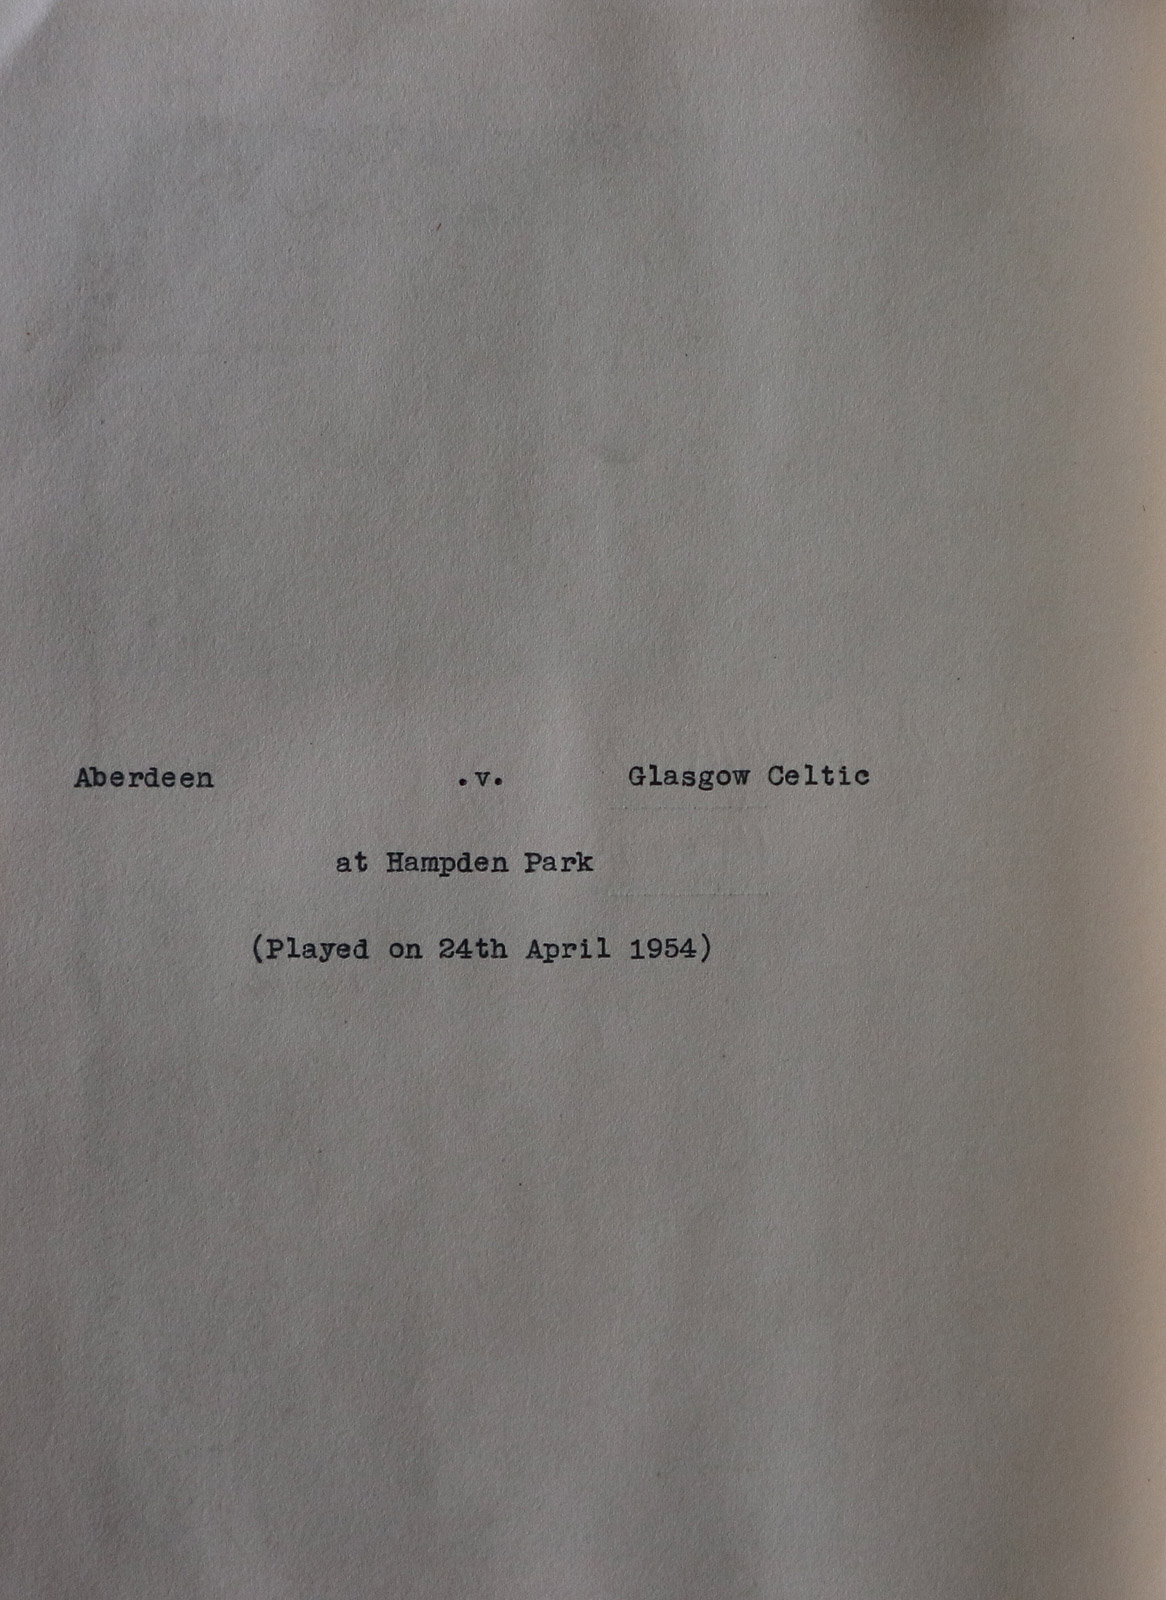 Aberdeen .v. Glasgow Celtic
at Hampden Park
(Played on 24th April 1954)